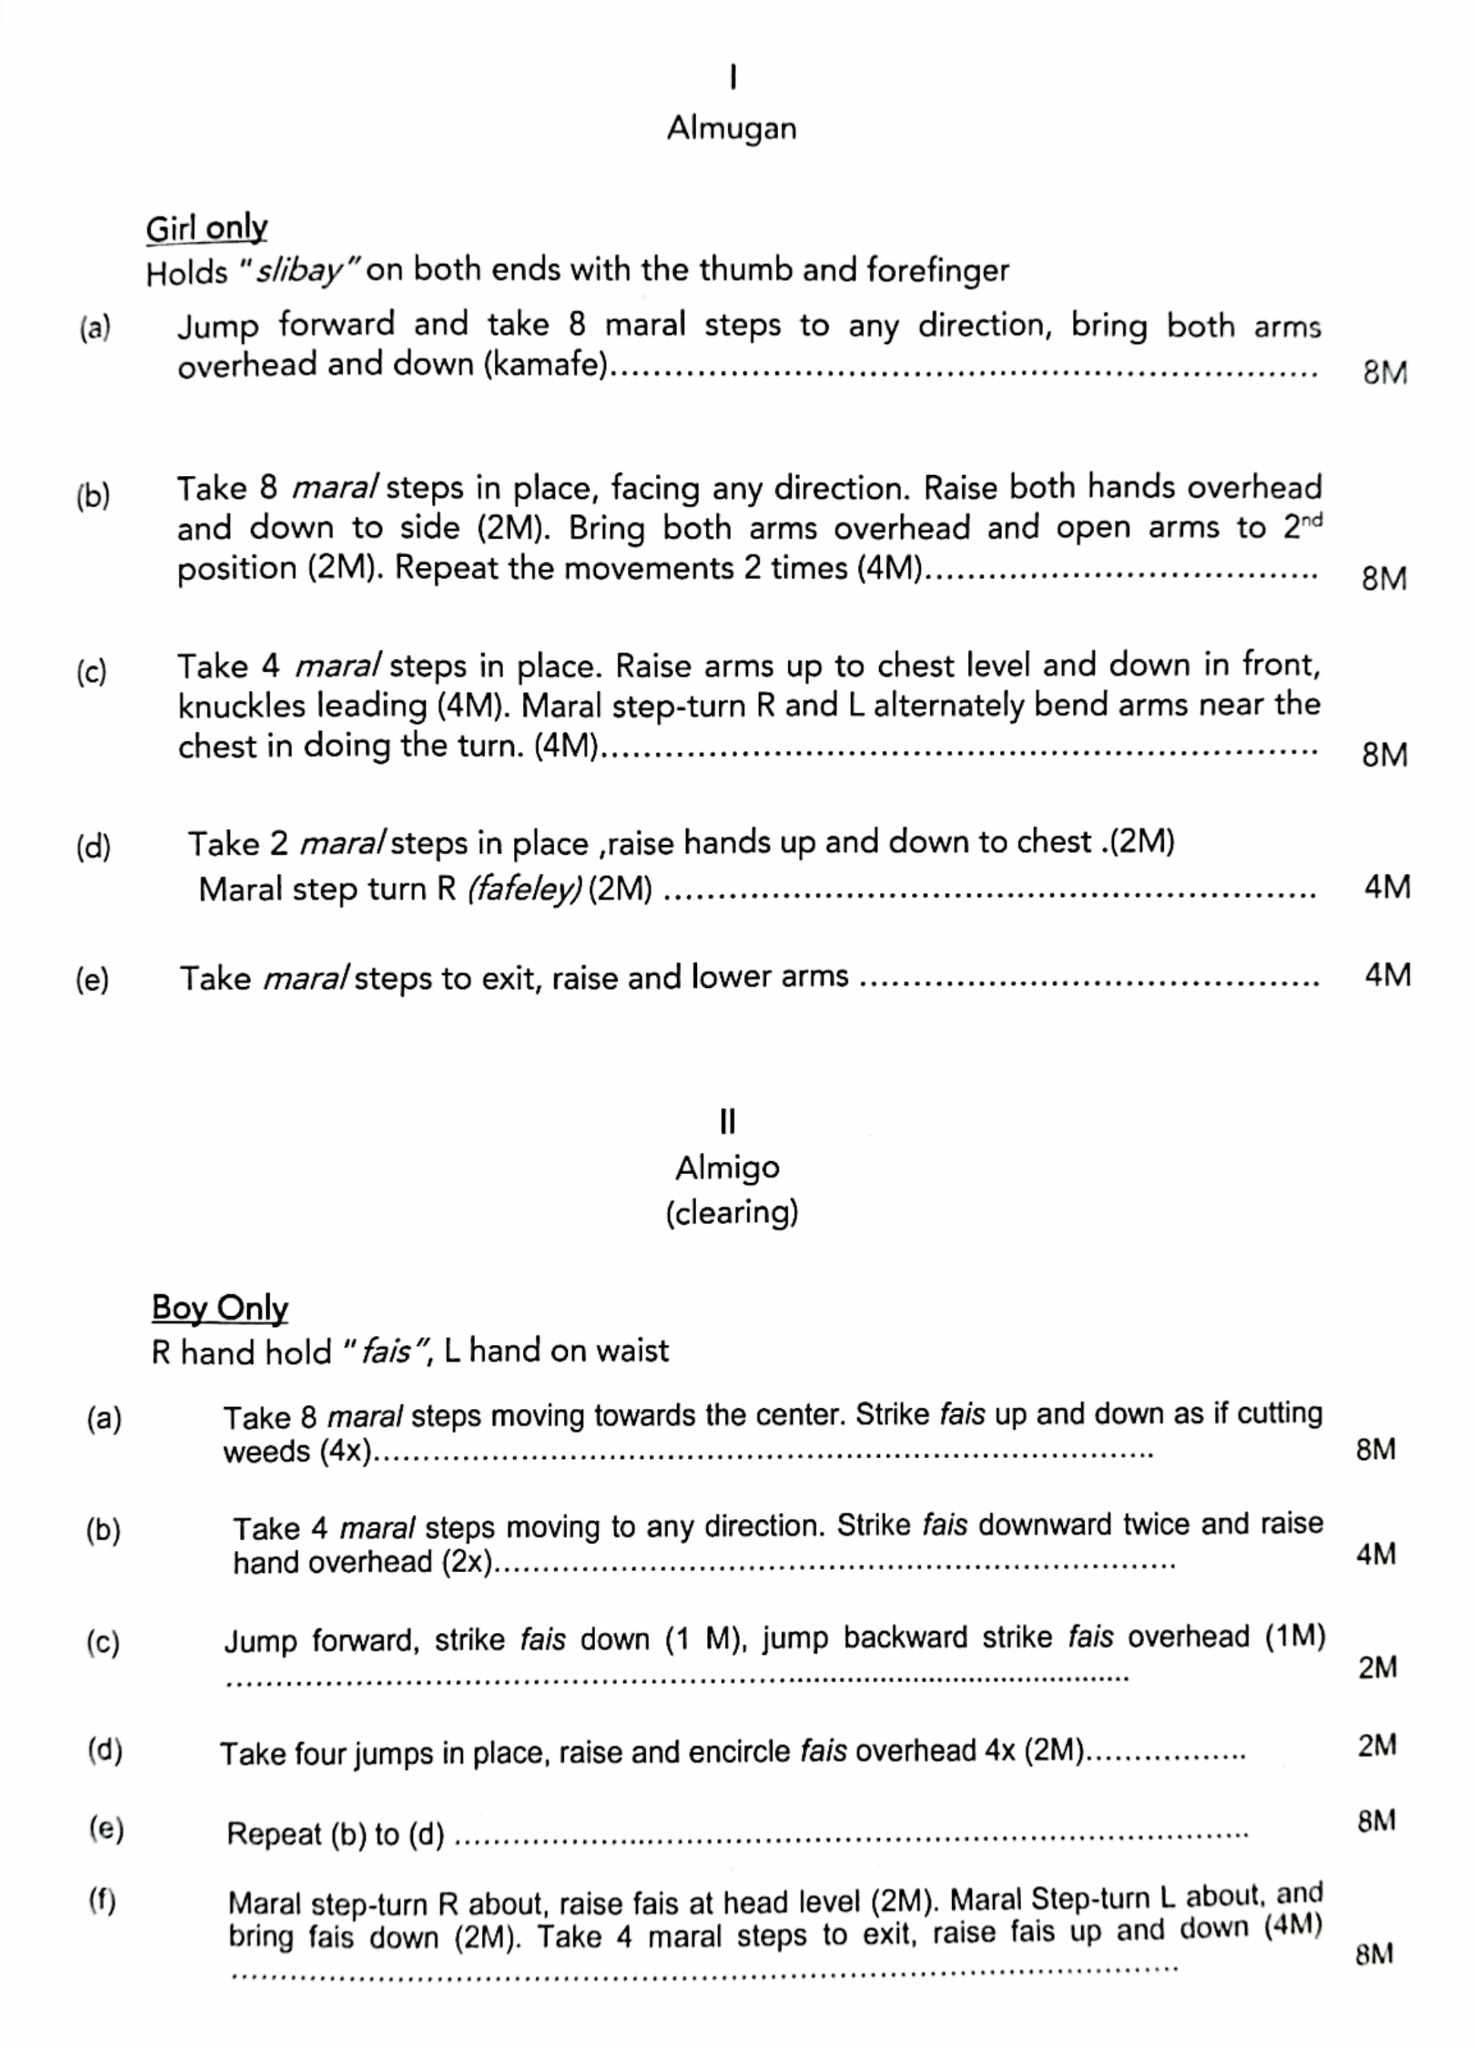 I
Almugan
Girl only
Holds "slibay" on both ends with the thumb and forefinger
(a) Jump forward and take 8 maral steps to any direction, bring both arms
overhead and down (kamafe)........................................................................ 8M
(b) Take 8 maral steps in place, facing any direction. Raise both hands overhead
and down to side (2M). Bring both arms overhead and open arms to 2nd
position (2M). Repeat the movements 2 times (4M)........................................ 8M
(c) Take 4 maral steps in place. Raise arms up to chest level and down in front,
knuckles leading (4M). Maral step-turn R and L alternately bend arms near the
chest in doing the turn. (4M)........................................................................ 8M
(d) Take 2 maral steps in place ,raise hands up and down to chest .(2M)
Maral step turn R (fafeley) (2M) .................................................................. 4M
(e) Take maral steps to exit, raise and lower arms ............................................ 4M
II
Almigo
(clearing)
Boy Only
R hand hold "fais", L hand on waist
(a) Take 8 maral steps moving towards the center. Strike fais up and down as if cutting
weeds (4x)................................................................................ 8M
(b) Take 4 maral steps moving to any direction. Strike fais downward twice and raise
hand overhead (2x)...................................................................... 4M
(c) Jump forward, strike fais down (1 M), jump backward strike fais overhead (1M)
............................................................................................ 2M
(d) Take four jumps in place, raise and encircle fais overhead 4x (2M)................. 2M
(e) Repeat (b) to (d) ................................................................................. 8M
(f) Maral step-turn R about, raise fais at head level (2M). Maral Step-turn L about, and
bring fais down (2M). Take 4 maral steps to exit, raise fais up and down (4M)
................................................................................................ 8M